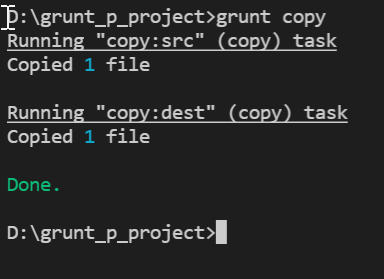 D:\grunt_p_project>grunt copy
Running "copy:src" (copy) task
Copied 1 file
Running "copy:dest" (copy) task
Copied 1 file
Done.
D:\grunt_p_project>